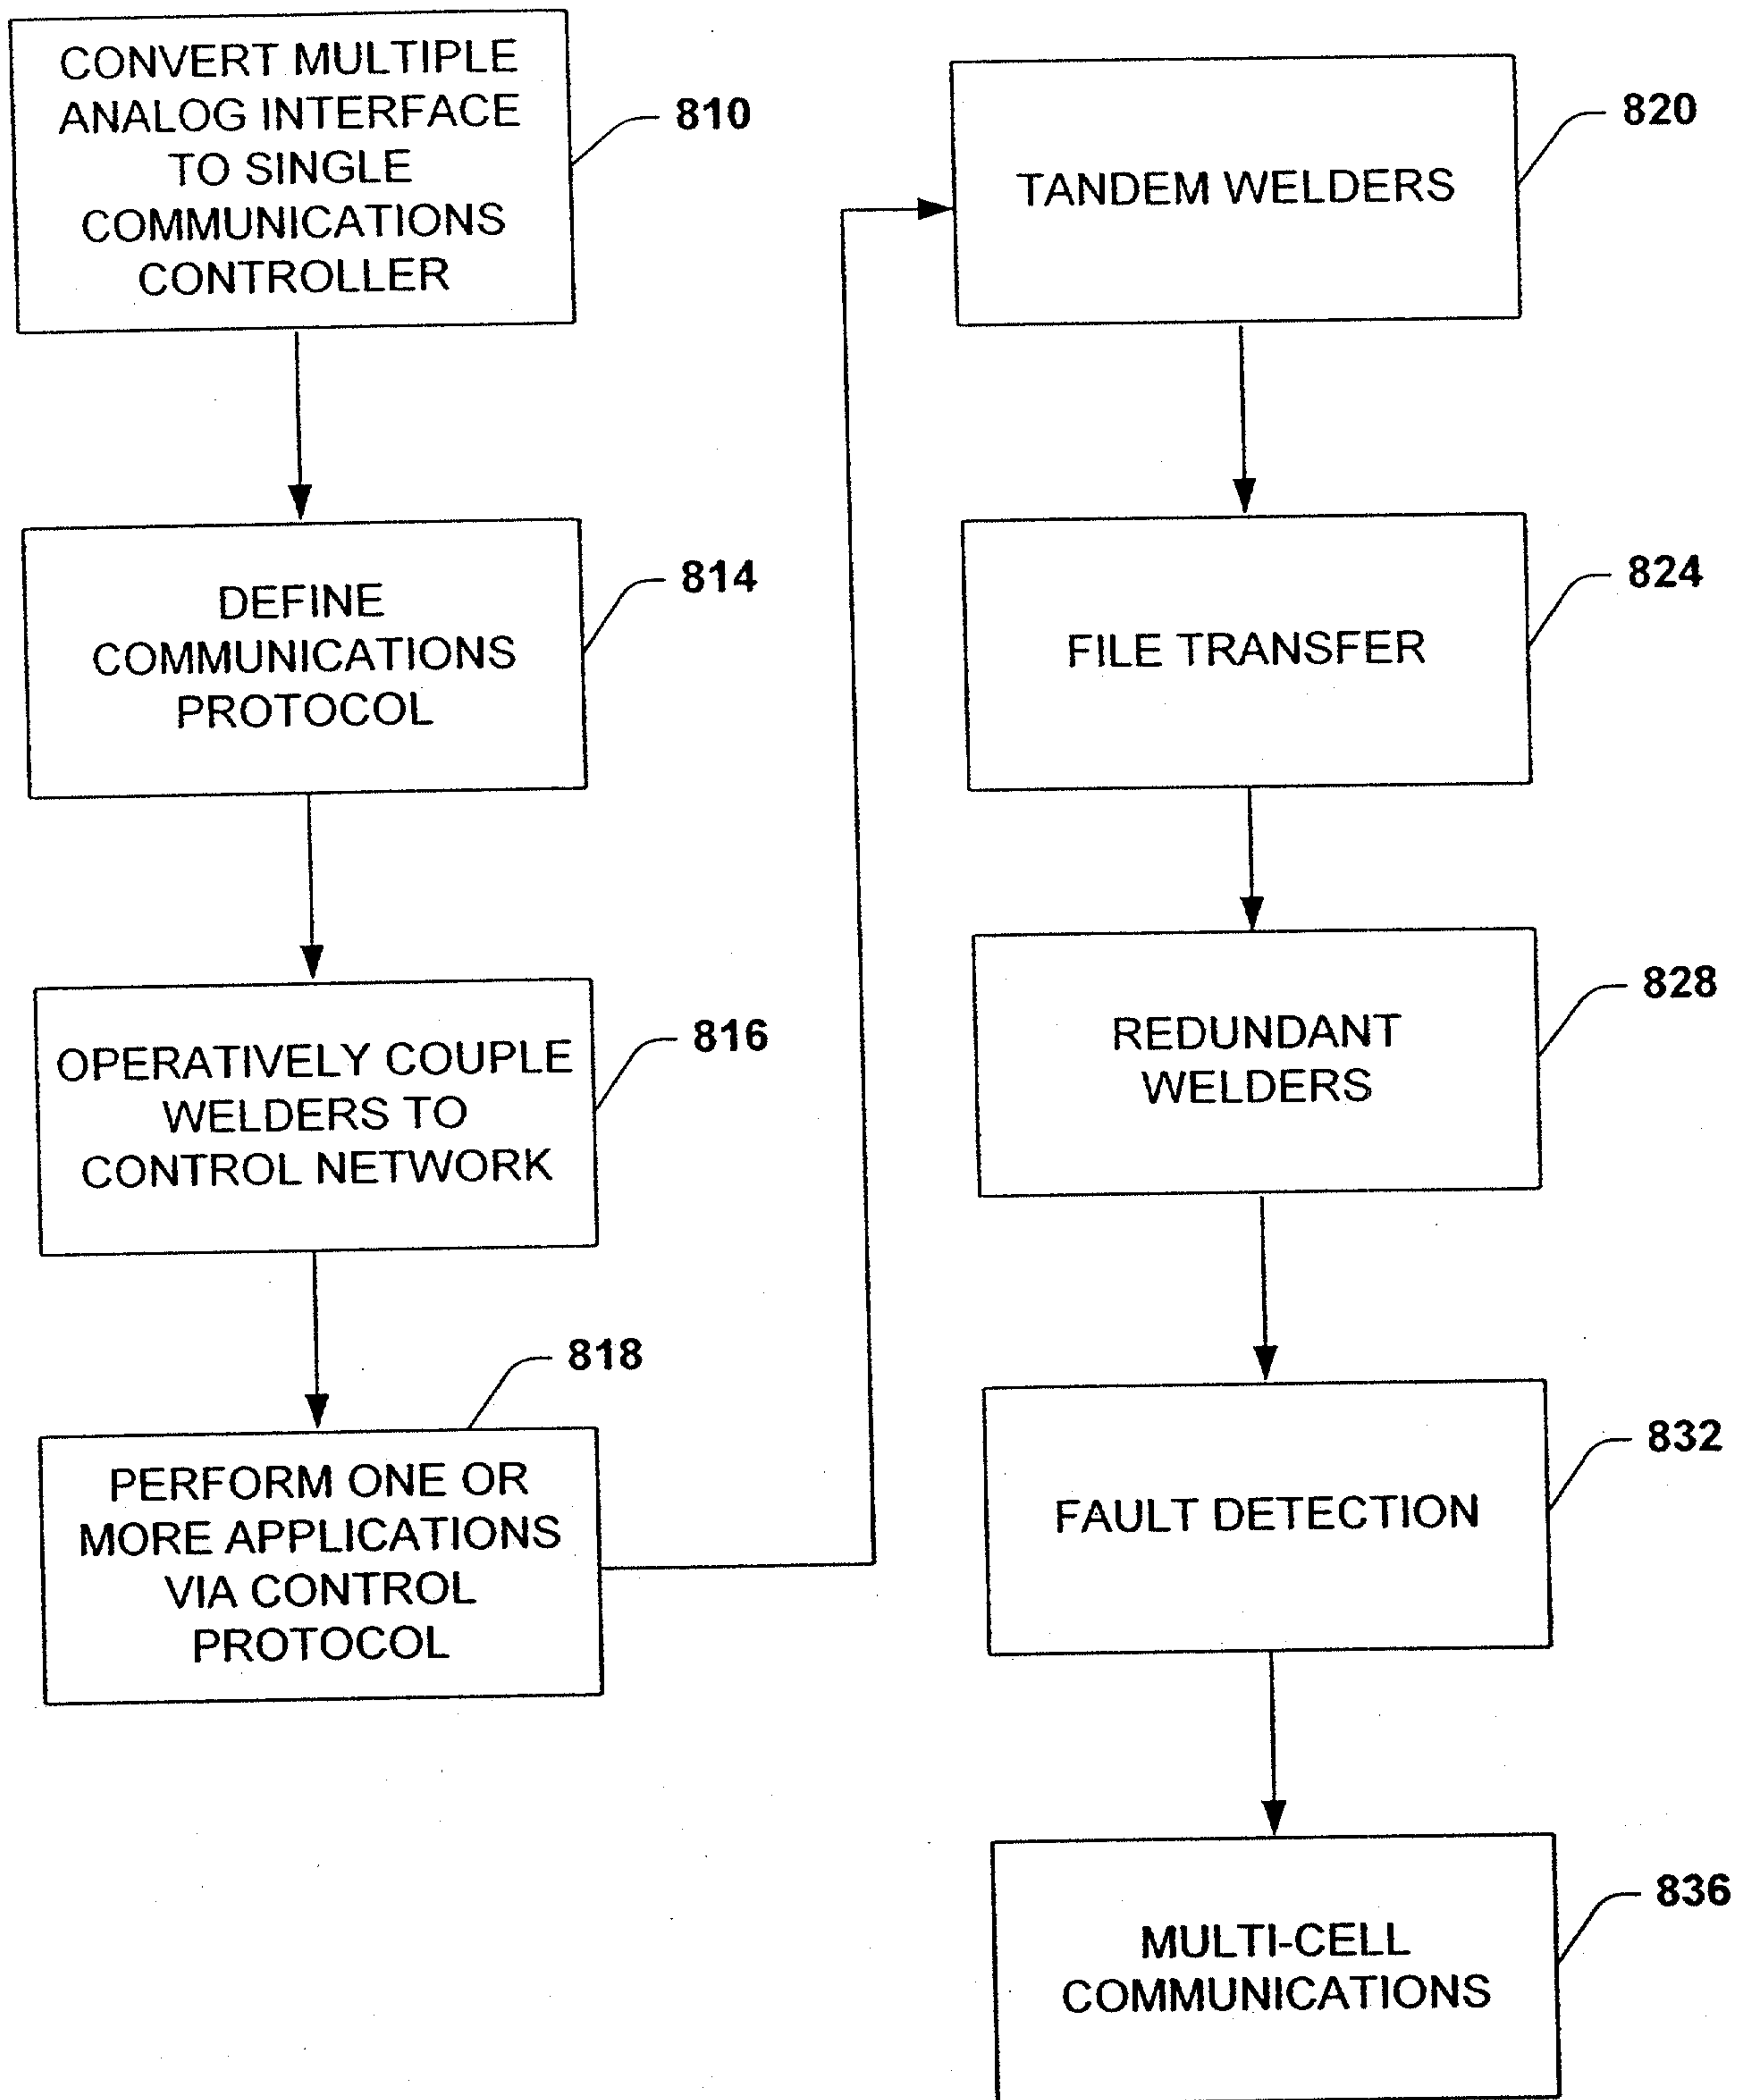 CONVERT MULTIPLE
ANALOG INTERFACE
TO SINGLE
COMMUNICATIONS
CONTROLLER
810
DEFINE
COMMUNICATIONS
PROTOCOL
814
OPERATIVELY COUPLE
WELDERS TO
CONTROL NETWORK
816
818
PERFORM ONE OR
MORE APPLICATIONS
VIA CONTROL
PROTOCOL
820
TANDEM WELDERS
824
FILE TRANSFER
828
REDUNDANT
WELDERS
832
FAULT DETECTION
836
MULTI-CELL
COMMUNICATIONS